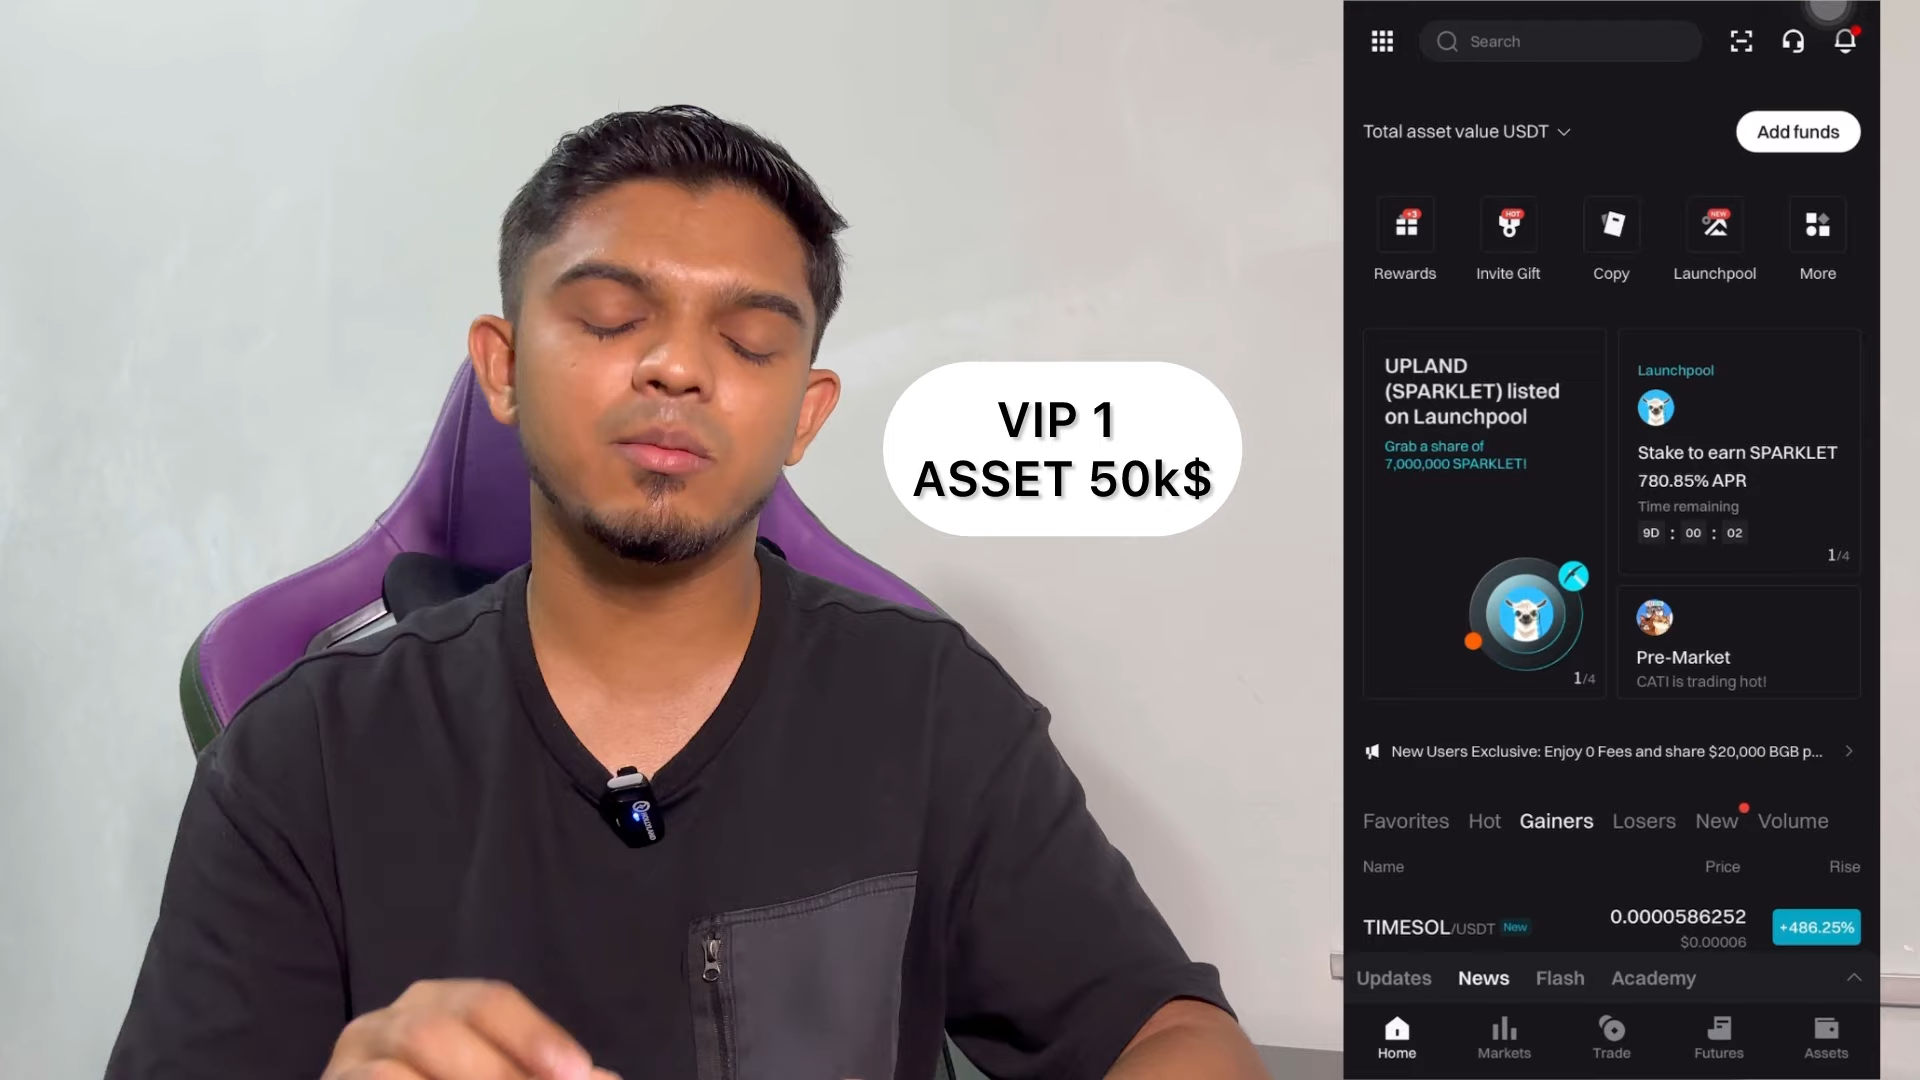 VIP 1
ASSET 50k$
HOLLYLAND
Search
Total asset value USDT
Add funds
+3
HOT
NEW
Rewards
Invite Gift
Copy
Launchpool
More
UPLAND
(SPARKLET) listed
on Launchpool
Grab a share of
7,000,000 SPARKLET!
1/4
Launchpool
Stake to earn SPARKLET
780.85% APR
Time remaining
9D : 00 : 02
1/4
Pre-Market
CATI is trading hot!
New Users Exclusive: Enjoy 0 Fees and share $20,000 BGB p...
Favorites Hot Gainers Losers New Volume
Name Price Rise
TIMESOL/USDT New 0.0000586252 +486.25%
$0.00006
Updates News Flash Academy
Home Markets Trade Futures Assets